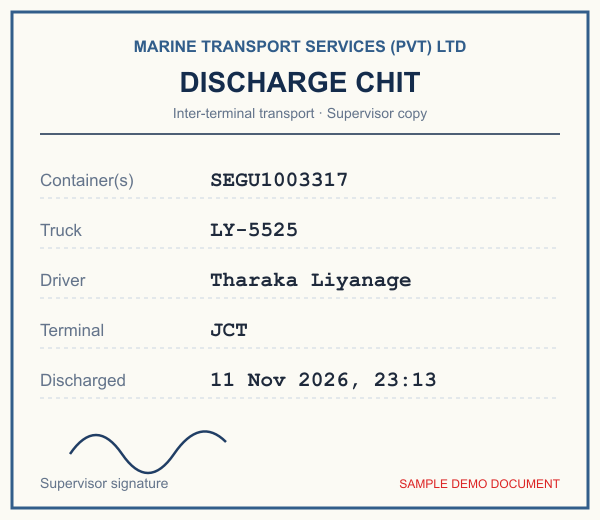 MARINE TRANSPORT SERVICES (PVT) LTD
DISCHARGE CHIT
Inter-terminal transport · Supervisor copy
Container(s) SEGU1003317
Truck LY-5525
Driver Tharaka Liyanage
Terminal JCT
Discharged 11 Nov 2026, 23:13
Supervisor signature SAMPLE DEMO DOCUMENT